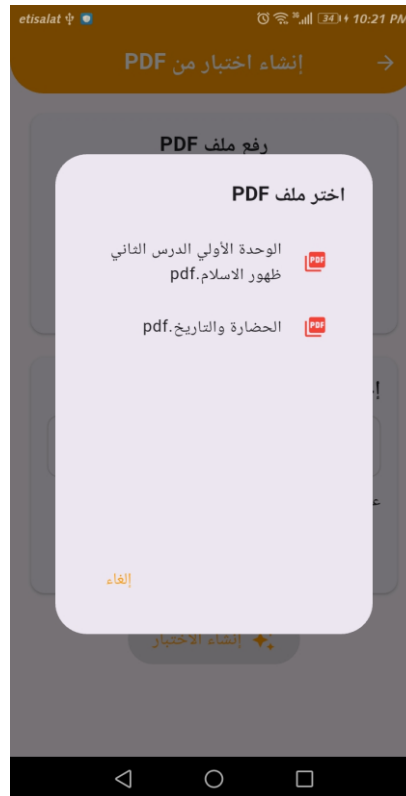 etisalat 34 10:21 PM
إنشاء اختبار من PDF
رفع ملف PDF
اختر ملف PDF
الوحدة الأولي الدرس الثاني
ظهور الاسلام.pdf
الحضارة والتاريخ.pdf
إلغاء
إنشاء الاختبار